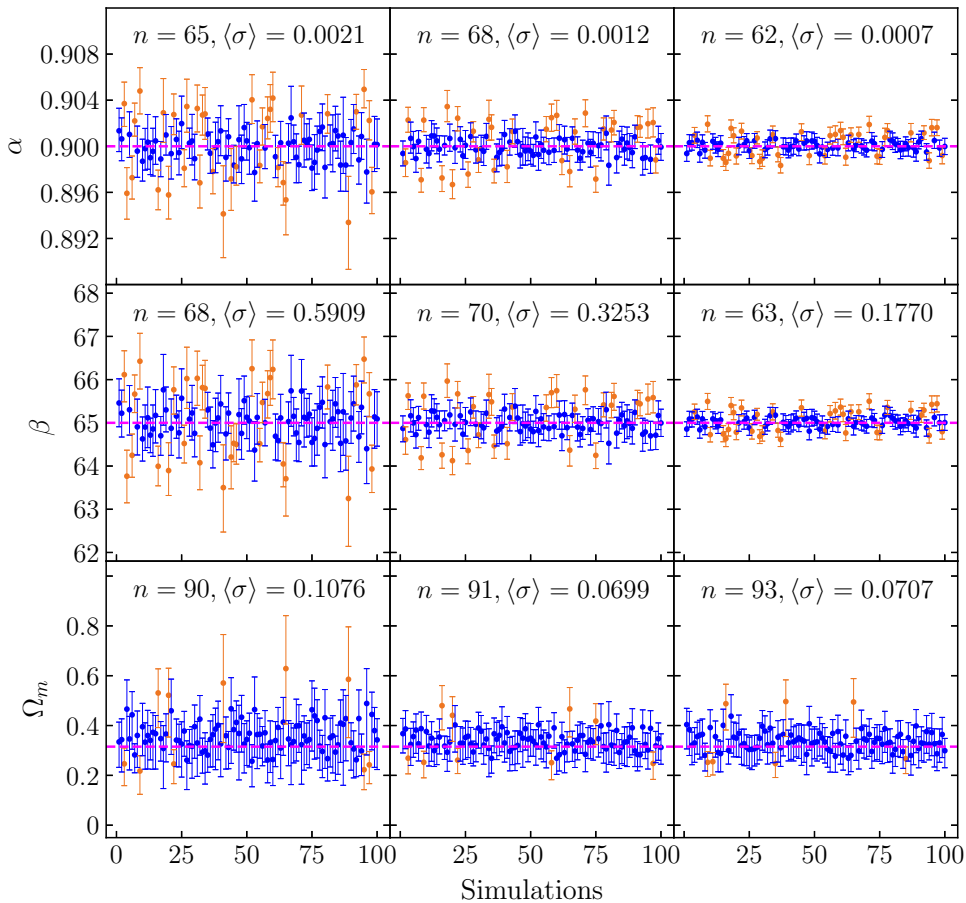 n = 65, ⟨σ⟩ = 0.0021
n = 68, ⟨σ⟩ = 0.0012
n = 62, ⟨σ⟩ = 0.0007
0.908
0.904
0.900
0.896
0.892
α
n = 68, ⟨σ⟩ = 0.5909
n = 70, ⟨σ⟩ = 0.3253
n = 63, ⟨σ⟩ = 0.1770
68
67
66
65
64
63
62
β
n = 90, ⟨σ⟩ = 0.1076
n = 91, ⟨σ⟩ = 0.0699
n = 93, ⟨σ⟩ = 0.0707
0.8
0.6
0.4
0.2
0
Ωm
0 25 50 75 100
0 25 50 75 100
0 25 50 75 100
Simulations